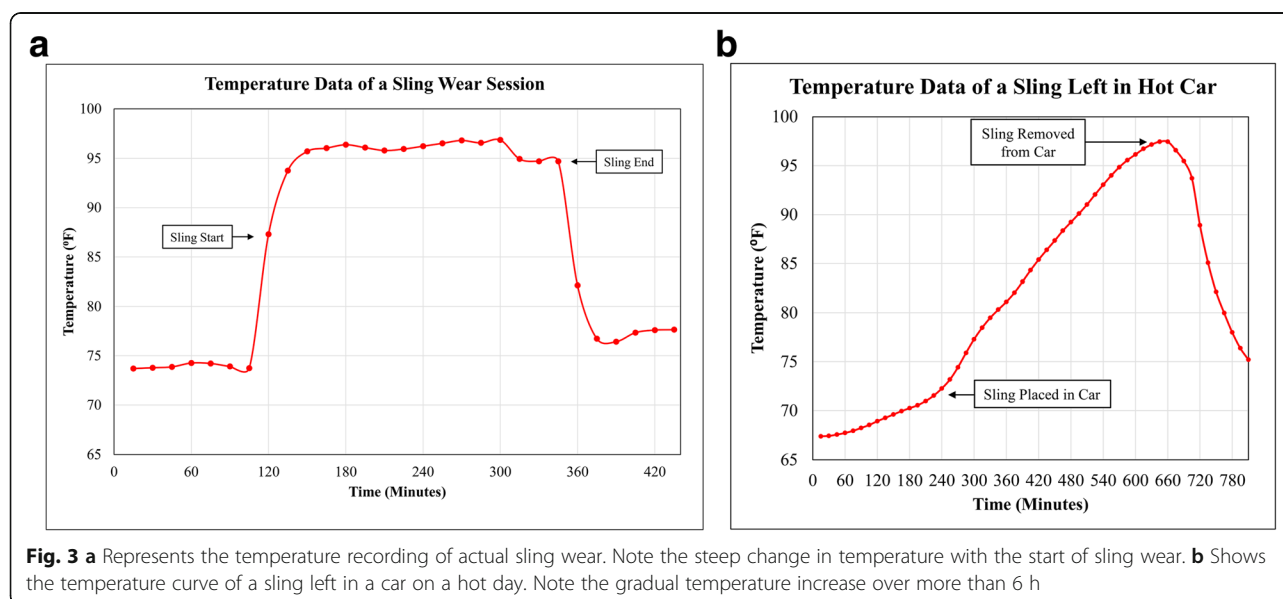 a
Temperature Data of a Sling Wear Session
100
95
90
85
80
75
70
65
Temperature (ºF)
Sling Start
Sling End
0 60 120 180 240 300 360 420
Time (Minutes)
b
Temperature Data of a Sling Left in Hot Car
100
95
90
85
80
75
70
65
Temperature (ºF)
Sling Removed
from Car
Sling Placed in Car
0 60 120 180 240 300 360 420 480 540 600 660 720 780
Time (Minutes)
Fig. 3 a Represents the temperature recording of actual sling wear. Note the steep change in temperature with the start of sling wear. b Shows
the temperature curve of a sling left in a car on a hot day. Note the gradual temperature increase over more than 6 h